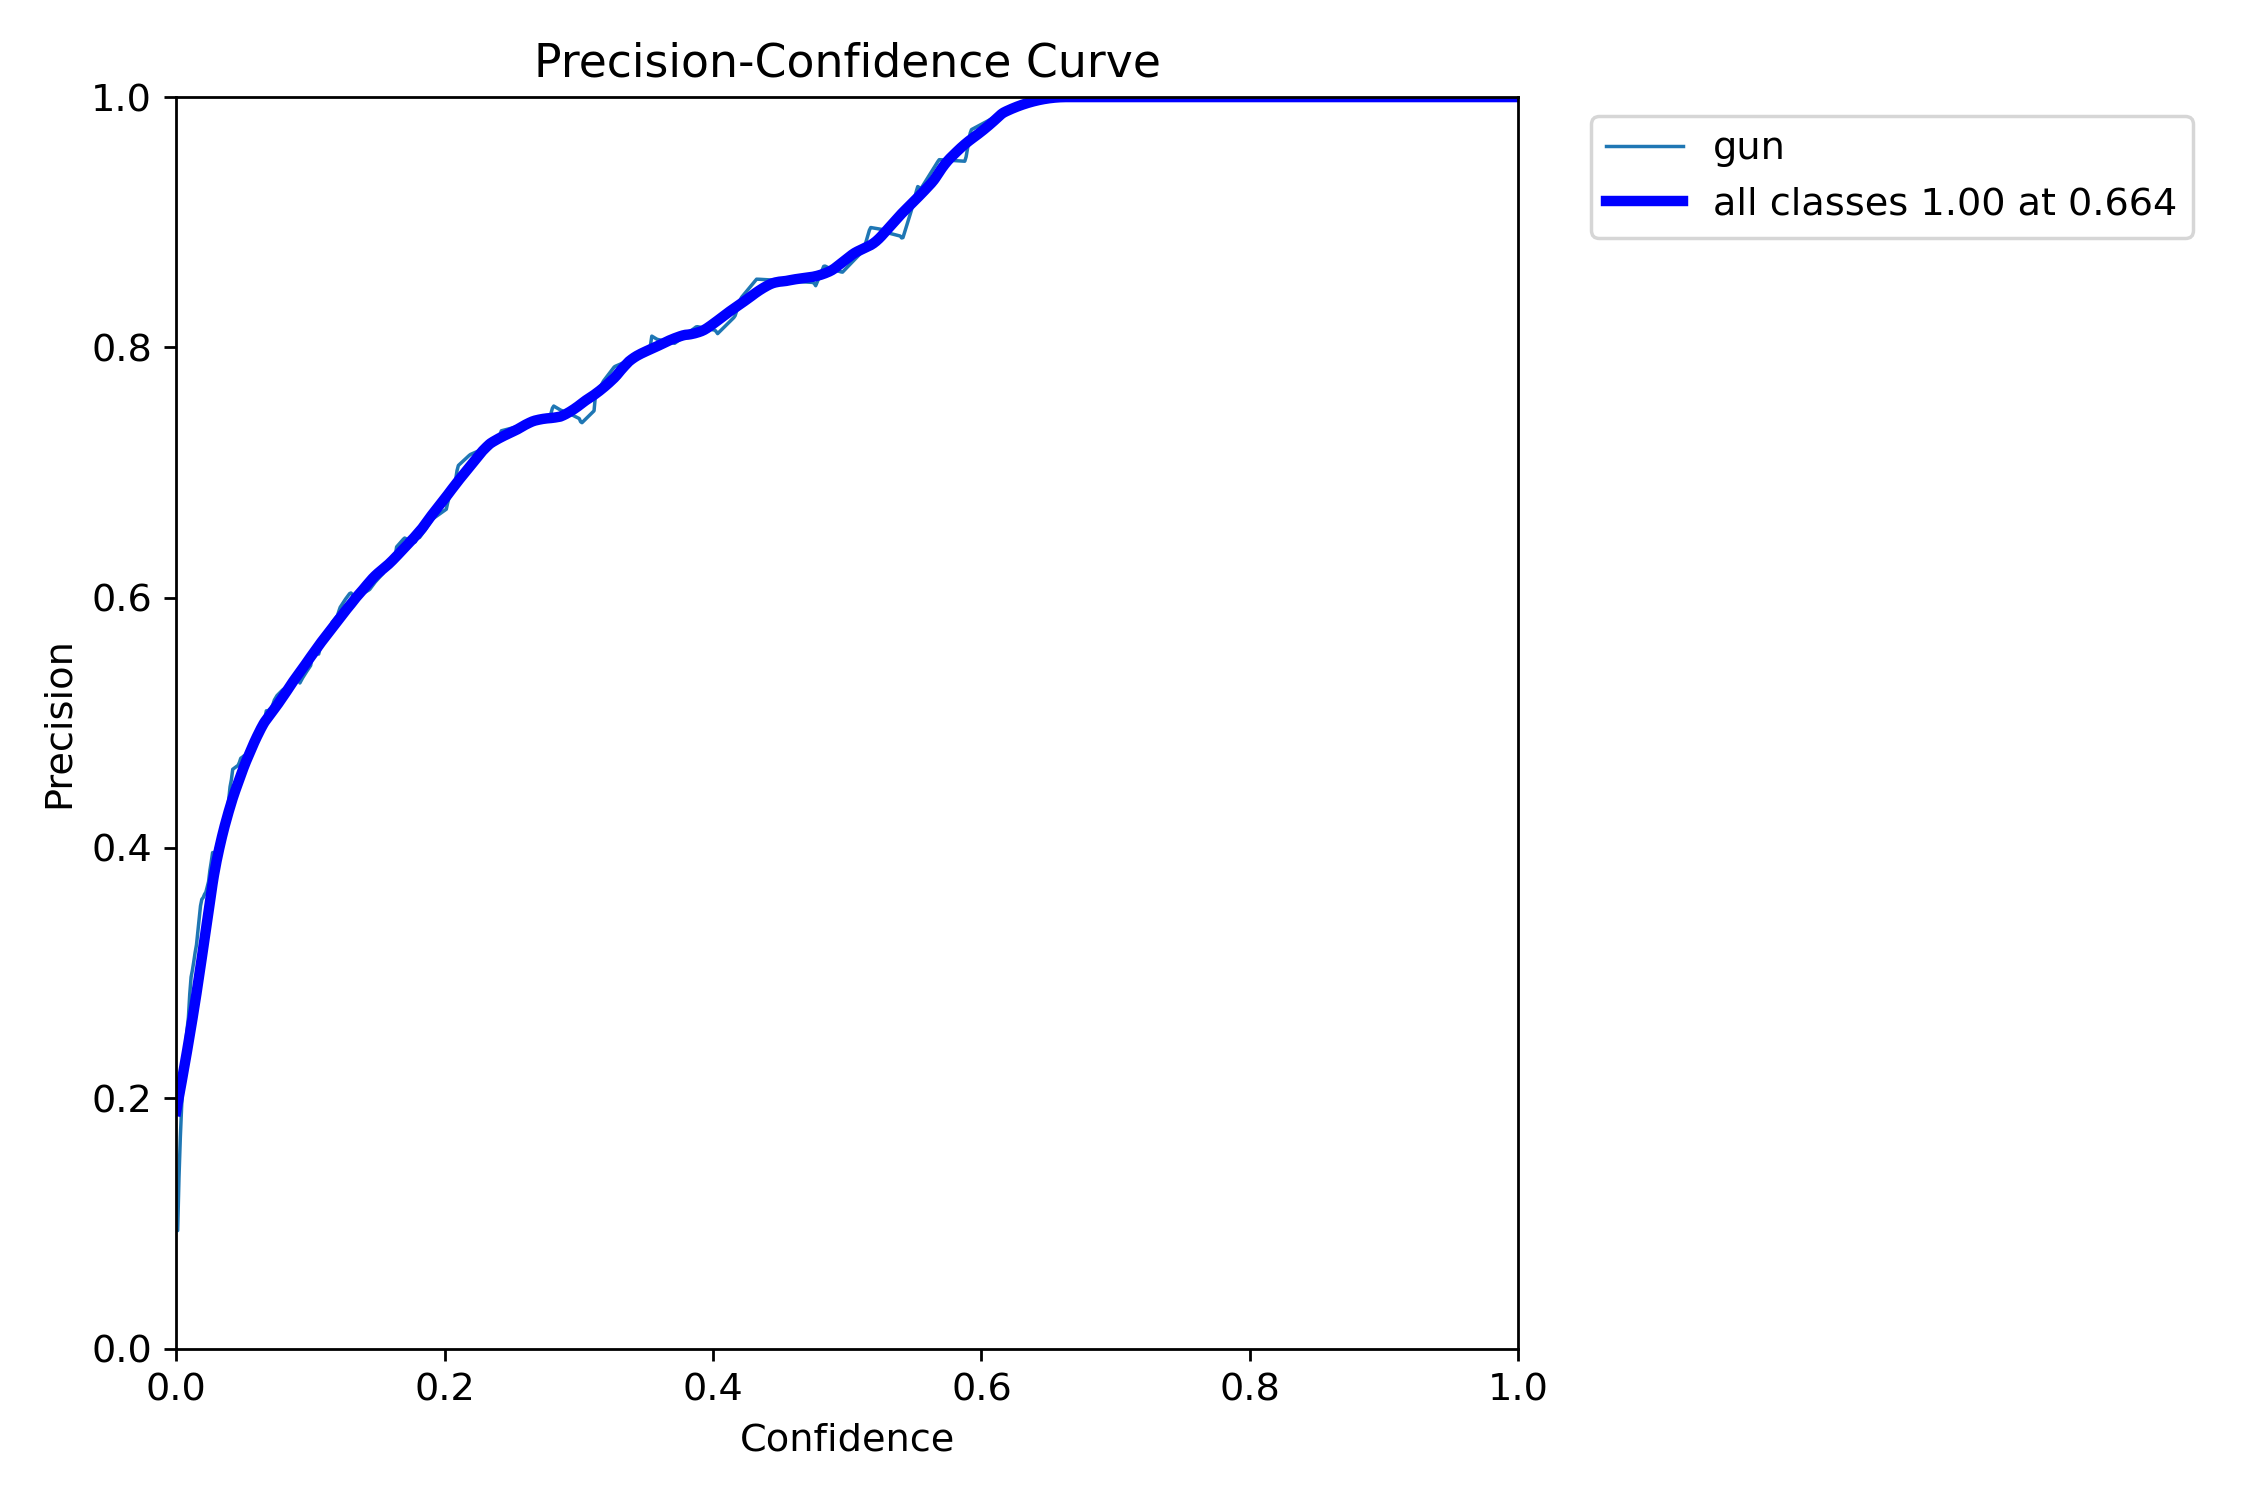 Precision-Confidence Curve
1.0
0.8
0.6
0.4
0.2
0.0
Precision
0.0 0.2 0.4 0.6 0.8 1.0
Confidence
gun
all classes 1.00 at 0.664